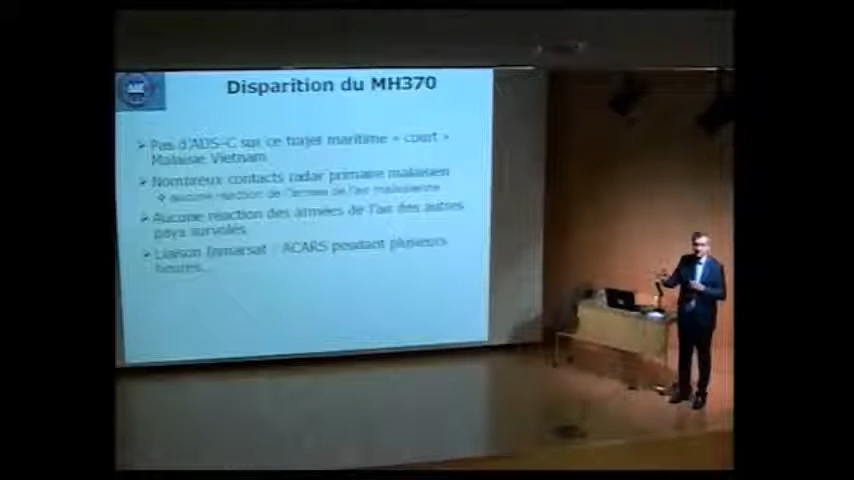 Disparition du MH370
➤ Pas d'ADS-C sur ce trajet maritime « court »
Malaisie Vietnam
➤ Nombreux contacts radar primaire malaisien
❖ aucune réaction de l'armée de l'air malaisienne
➤ Aucune réaction des armées de l'air des autres
pays survolés
➤ Liaison Inmarsat / ACARS pendant plusieurs
heures...